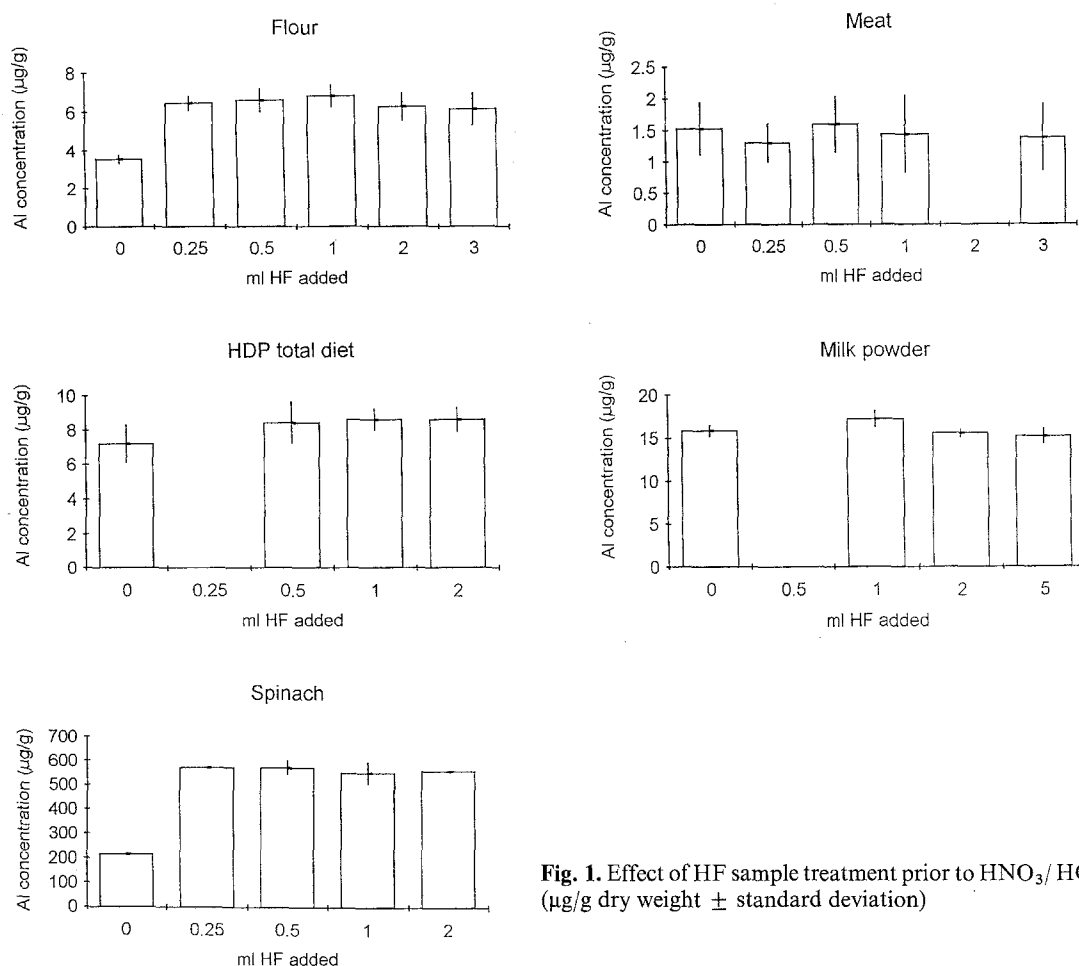 Flour
Al concentration (µg/g)
8
6
4
2
0
0 0.25 0.5 1 2 3
ml HF added
Meat
Al concentration (µg/g)
2.5
2
1.5
1
0.5
0
0 0.25 0.5 1 2 3
ml HF added
HDP total diet
Al concentration (µg/g)
10
8
6
4
2
0
0 0.25 0.5 1 2
ml HF added
Milk powder
Al concentration (µg/g)
20
15
10
5
0
0 0.5 1 2 5
ml HF added
Spinach
Al concentration (µg/g)
700
600
500
400
300
200
100
0
0 0.25 0.5 1 2
ml HF added
Fig. 1. Effect of HF sample treatment prior to HNO₃/
(µg/g dry weight ± standard deviation)